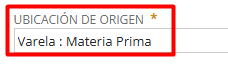 UBICACIÓN DE ORIGEN *
Varela : Materia Prima